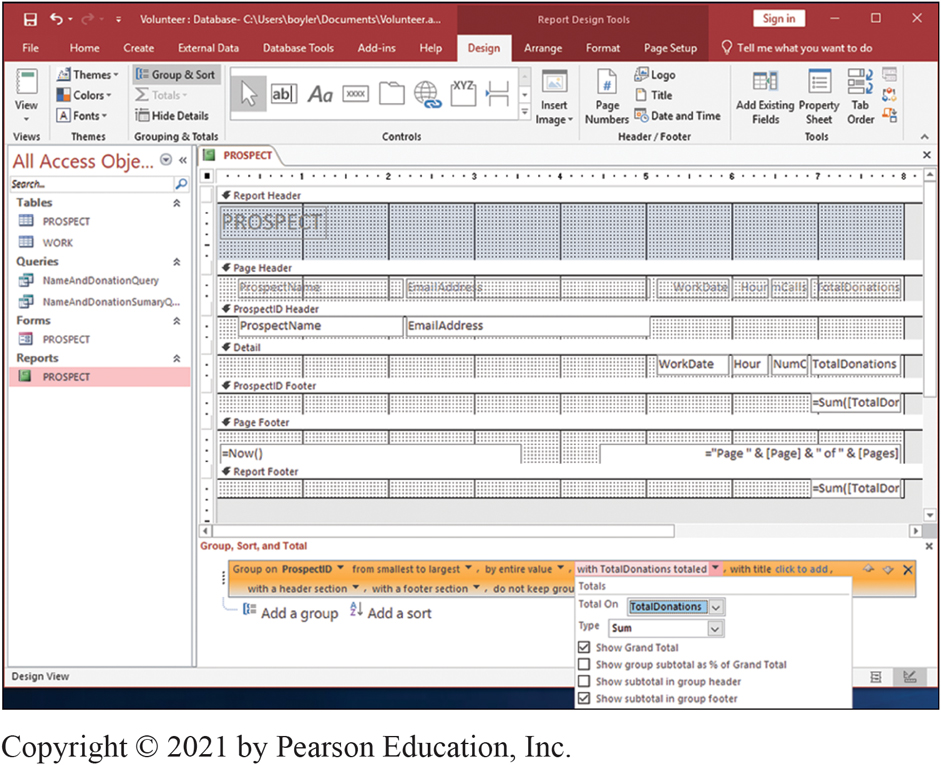 Volunteer : Database- C:\Users\boyler\Documents\Volunteer.a...
Report Design Tools
Sign in
File Home Create External Data Database Tools Add-ins Help Design Arrange Format Page Setup Tell me what you want to do
View
Views
Themes
Colors
Fonts
Themes
Group & Sort
Totals
Hide Details
Grouping & Totals
ab|
Aa
XXXX
XYZ
Controls
Insert
Image
Page
Numbers
Logo
Title
Date and Time
Header / Footer
Add Existing
Fields
Property
Sheet
Tab
Order
Tools
All Access Obje...
Search...
Tables
PROSPECT
WORK
Queries
NameAndDonationQuery
NameAndDonationSumaryQ...
Forms
PROSPECT
Reports
PROSPECT
PROSPECT
1 2 3 4 5 6 7 8
Report Header
PROSPECT
Page Header
ProspectName EmailAddress WorkDate Hour mCalls TotalDonations
ProspectID Header
ProspectName EmailAddress
Detail
WorkDate Hour NumC TotalDonations
ProspectID Footer
=Sum([TotalDor
Page Footer
=Now() ="Page " & [Page] & " of " & [Pages]
Report Footer
=Sum([TotalDor
Group, Sort, and Total
Group on ProspectID from smallest to largest , by entire value , with TotalDonations totaled , with title click to add ,
with a header section , with a footer section , do not keep grou
Add a group Add a sort
Totals
Total On TotalDonations
Type Sum
Show Grand Total
Show group subtotal as % of Grand Total
Show subtotal in group header
Show subtotal in group footer
Design View
Copyright © 2021 by Pearson Education, Inc.